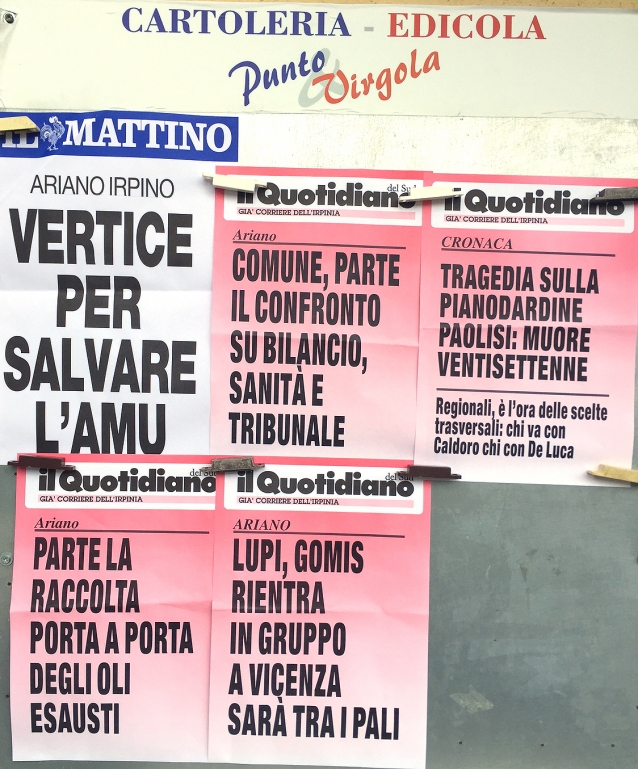 CARTOLERIA - EDICOLA
Punto & Virgola
IL MATTINO
ARIANO IRPINO
VERTICE
PER
SALVARE
L'AMU
il Quotidiano
del Sud
GIA' CORRIERE DELL'IRPINIA
Ariano
COMUNE, PARTE
IL CONFRONTO
SU BILANCIO,
SANITÀ E
TRIBUNALE
il Quotidiano
GIA' CORRIERE DELL'IRPINIA
CRONACA
TRAGEDIA SULLA
PIANODARDINE
PAOLISI: MUORE
VENTISETTENNE
Regionali, è l'ora delle scelte
trasversali: chi va con
Caldoro chi con De Luca
il Quotidiano
del Sud
GIA' CORRIERE DELL'IRPINIA
Ariano
PARTE LA
RACCOLTA
PORTA A PORTA
DEGLI OLI
ESAUSTI
il Quotidiano
del Sud
GIA' CORRIERE DELL'IRPINIA
ARIANO
LUPI, GOMIS
RIENTRA
IN GRUPPO
A VICENZA
SARÀ TRA I PALI